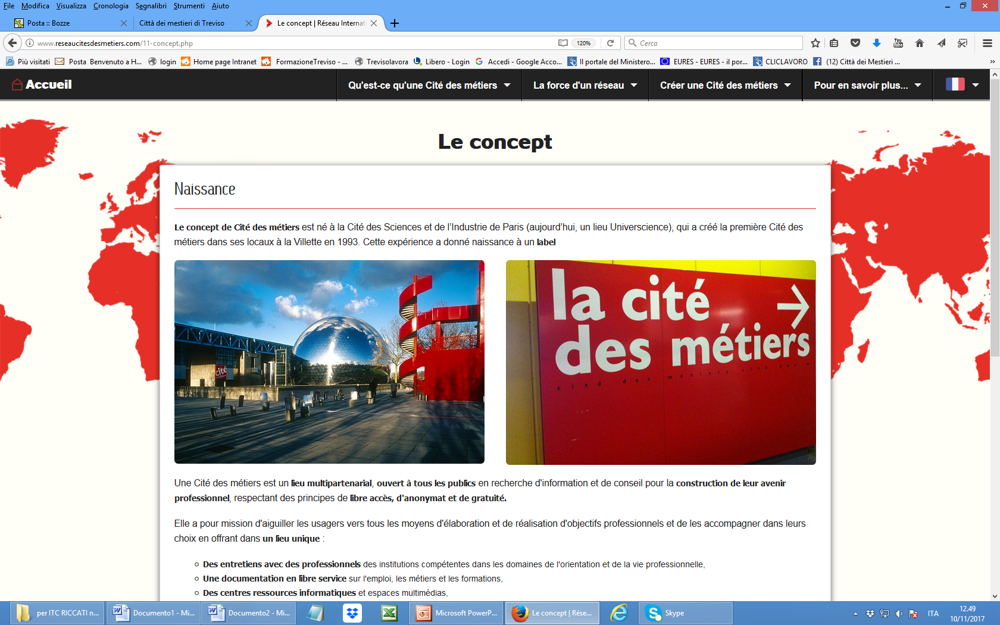 File Modifica Visualizza Cronologia Segnalibri Strumenti Aiuto
Posta :: Bozze
Città dei mestieri di Treviso
Le concept | Réseau Internat
www.reseaucitesdesmetiers.com/11-concept.php
120%
Cerca
Più visitati Posta Benvenuto a H... login Home page Intranet FormazioneTreviso - ... Trevisolavora Libero - Login Accedi - Google Acco... Il portale del Ministero... EURES - EURES - il por... CLICLAVORO (12) Città dei Mestieri ...
Accueil Qu'est-ce qu'une Cité des métiers La force d'un réseau Créer une Cité des métiers Pour en savoir plus...
Le concept
Naissance
Le concept de Cité des métiers est né à la Cité des Sciences et de l’Industrie de Paris (aujourd’hui, un lieu Universcience), qui a créé la première Cité des
métiers dans ses locaux à la Villette en 1993. Cette expérience a donné naissance à un label
cité
la cité
des métiers
cité des métiers cité des m
Une Cité des métiers est un lieu multipartenarial, ouvert à tous les publics en recherche d'information et de conseil pour la construction de leur avenir
professionnel, respectant des principes de libre accès, d'anonymat et de gratuité.
Elle a pour mission d'aiguiller les usagers vers tous les moyens d'élaboration et de réalisation d'objectifs professionnels et de les accompagner dans leurs
choix en offrant dans un lieu unique :
Des entretiens avec des professionnels des institutions compétentes dans les domaines de l'orientation et de la vie professionnelle,
Une documentation en libre service sur l'emploi, les métiers et les formations,
Des centres ressources informatiques et espaces multimédias,
per ITC RICCATI n... Documento1 - Mi... Documento2 - Mi... Microsoft PowerP... Le concept | Rése... Skype ITA
12.49
10/11/2017